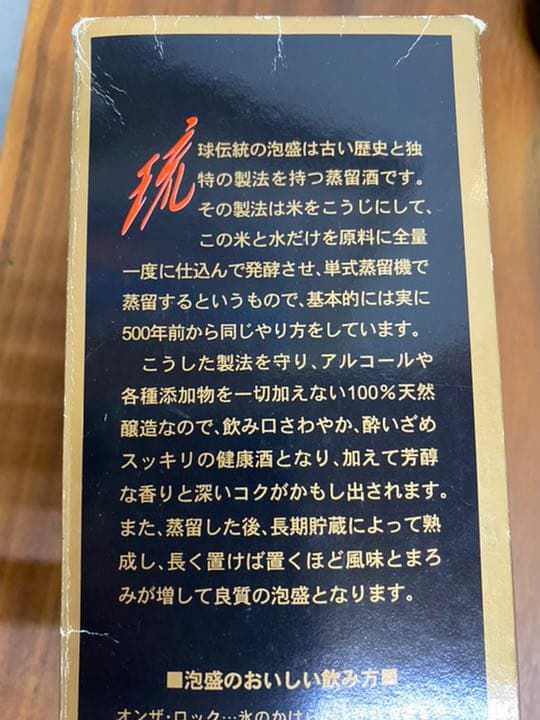 琉球伝統の泡盛は古い歴史と独
特の製法を持つ蒸留酒です。
その製法は米をこうじにして、
この米と水だけを原料に全量
一度に仕込んで発酵させ、単式蒸留機で
蒸留するというもので、基本的には実に
500年前から同じやり方をしています。
こうした製法を守り、アルコールや
各種添加物を一切加えない100%天然
醸造なので、飲み口さわやか、酔いざめ
スッキリの健康酒となり、加えて芳醇
な香りと深いコクがかもし出されます。
また、蒸留した後、長期貯蔵によって熟
成し、長く置けば置くほど風味とまろ
みが増して良質の泡盛となります。
■泡盛のおいしい飲み方■
オンザ・ロック…氷のかけら